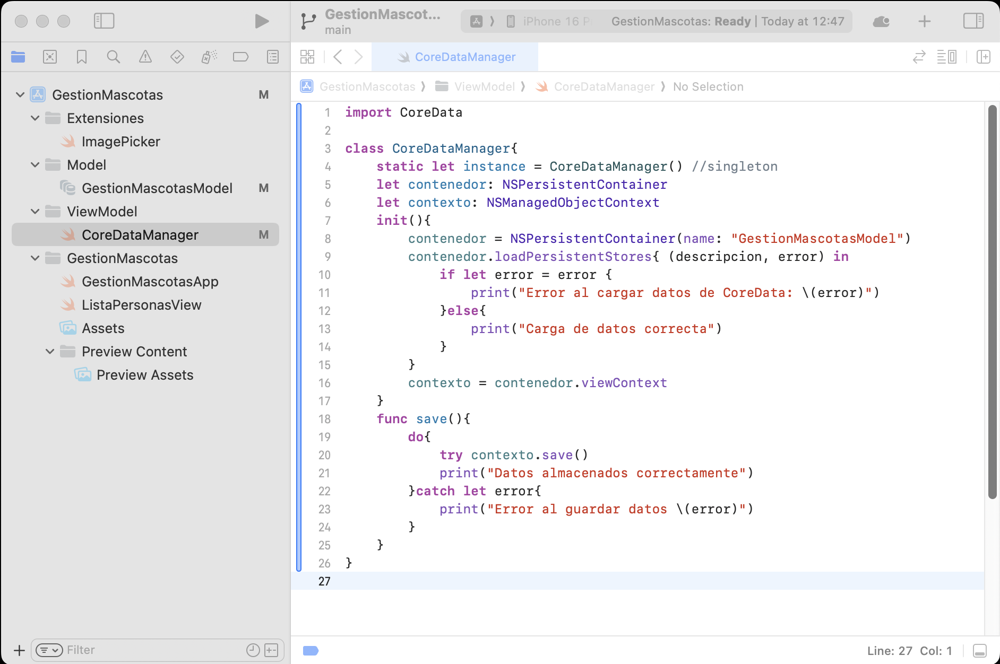 GestionMascot...
main
iPhone 16 P
GestionMascotas: Ready | Today at 12:47
CoreDataManager
GestionMascotas M
Extensiones
ImagePicker
Model
GestionMascotasModel M
ViewModel
CoreDataManager M
GestionMascotas
GestionMascotasApp
ListaPersonasView
Assets
Preview Content
Preview Assets
Filter
GestionMascotas ❭ ViewModel ❭ CoreDataManager ❭ No Selection
1 import CoreData
2
3 class CoreDataManager{
4     static let instance = CoreDataManager() //singleton
5     let contenedor: NSPersistentContainer
6     let contexto: NSManagedObjectContext
7     init(){
8         contenedor = NSPersistentContainer(name: "GestionMascotasModel")
9         contenedor.loadPersistentStores{ (descripcion, error) in
10             if let error = error {
11                 print("Error al cargar datos de CoreData: \(error)")
12             }else{
13                 print("Carga de datos correcta")
14             }
15         }
16         contexto = contenedor.viewContext
17     }
18     func save(){
19         do{
20             try contexto.save()
21             print("Datos almacenados correctamente")
22         }catch let error{
23             print("Error al guardar datos \(error)")
24         }
25     }
26 }
27
Line: 27 Col: 1